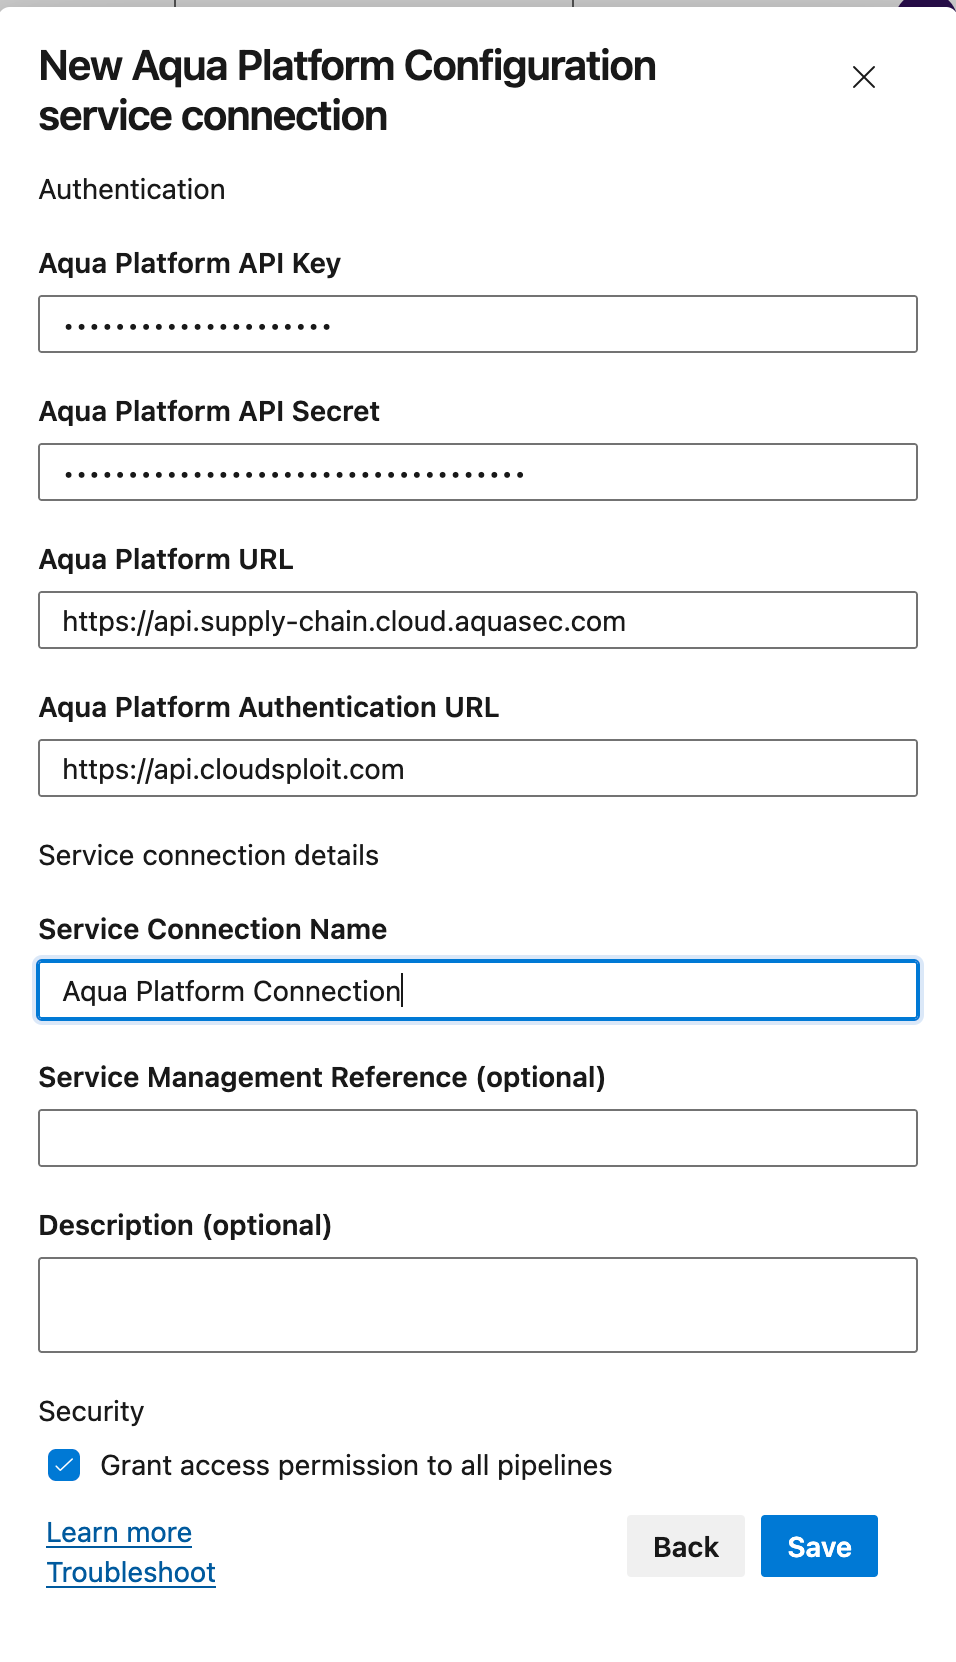 New Aqua Platform Configuration
service connection
Authentication
Aqua Platform API Key
•••••••••••••••••••••
Aqua Platform API Secret
••••••••••••••••••••••••••••••••••••
Aqua Platform URL
https://api.supply-chain.cloud.aquasec.com
Aqua Platform Authentication URL
https://api.cloudsploit.com
Service connection details
Service Connection Name
Aqua Platform Connection
Service Management Reference (optional)
Description (optional)
Security
Grant access permission to all pipelines
Learn more
Troubleshoot
Back
Save